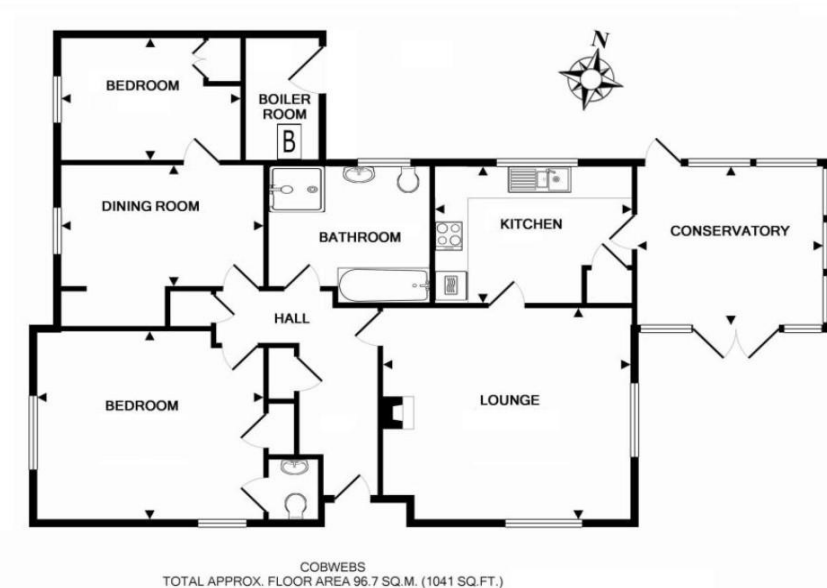 N
BEDROOM
BOILER
ROOM
B
DINING ROOM
BATHROOM
KITCHEN
CONSERVATORY
HALL
BEDROOM
LOUNGE
COBWEBS
TOTAL APPROX. FLOOR AREA 96.7 SQ.M. (1041 SQ.FT.)